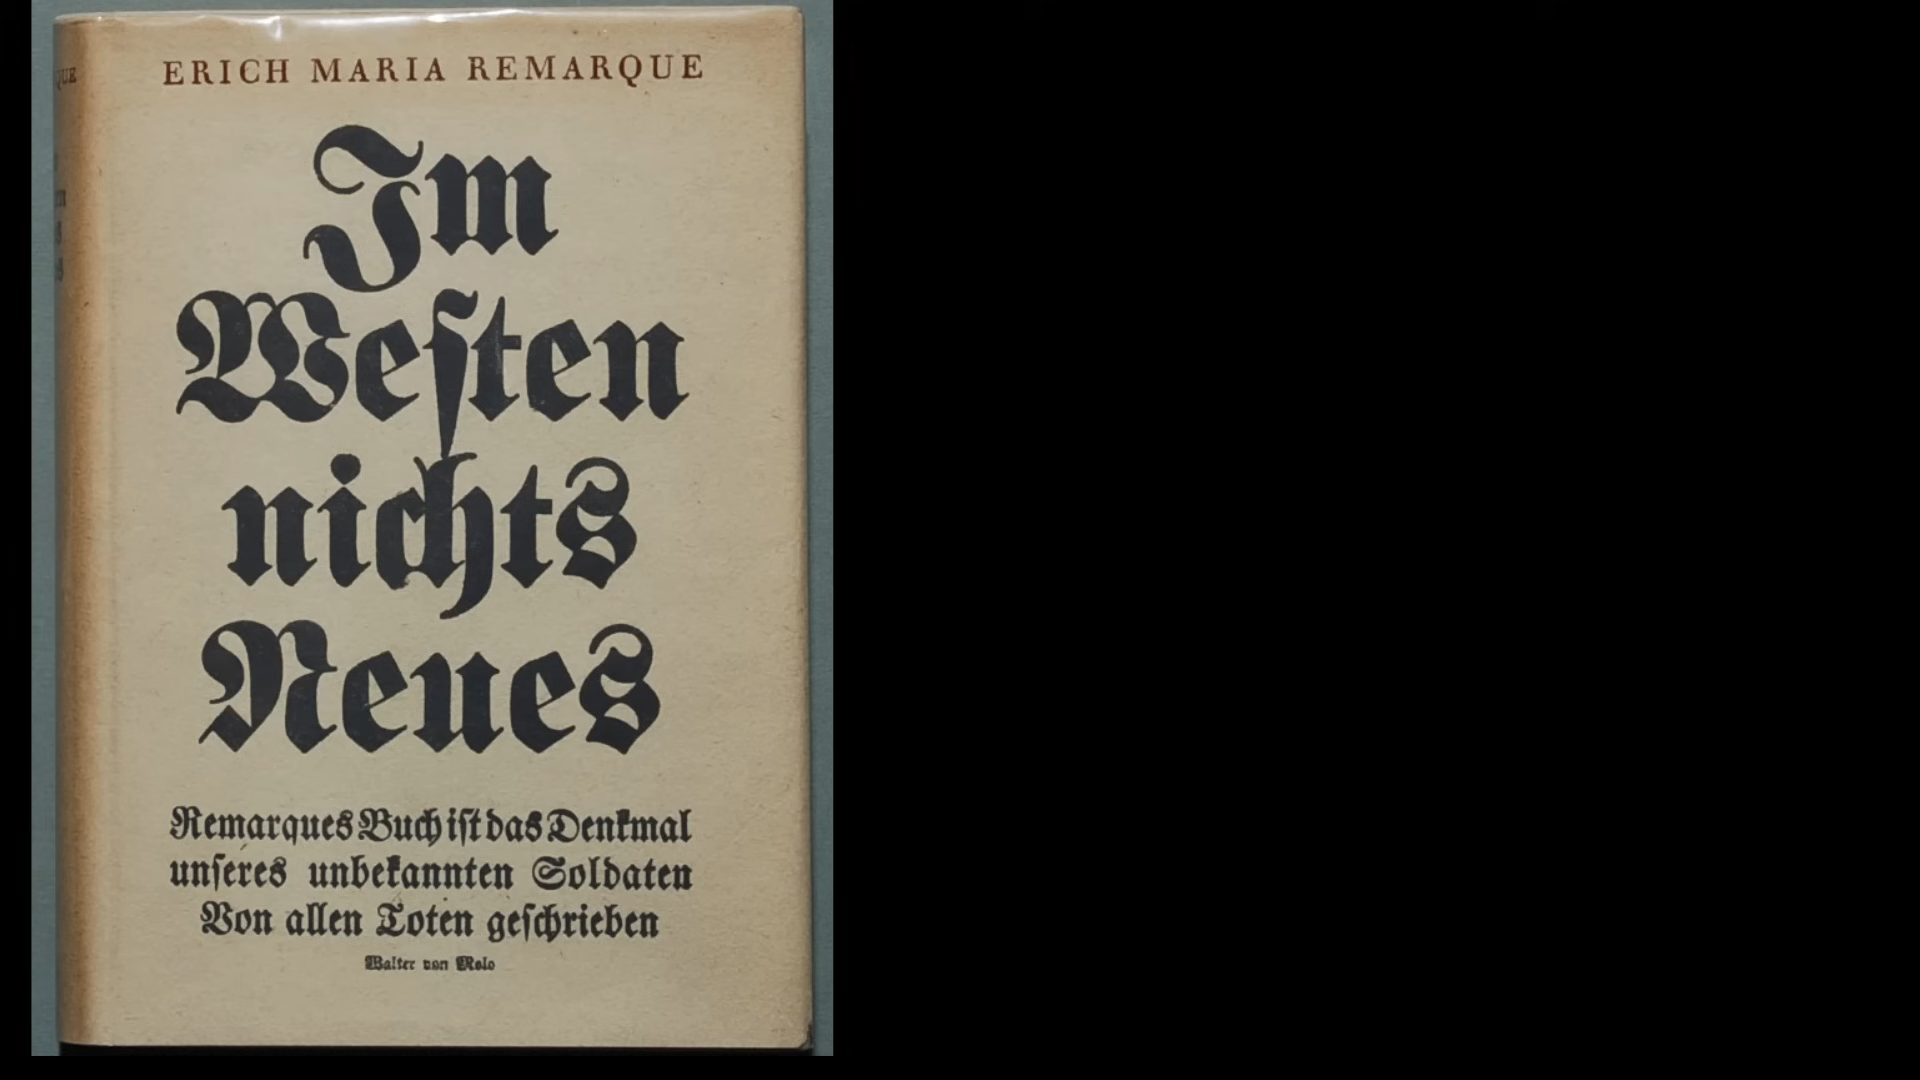 ERICH MARIA REMARQUE
Im
Weſten
nichts
Neues
Remarques Buch iſt das Denkmal
unſeres unbekannten Soldaten
Von allen Toten geſchrieben
Walter von Molo